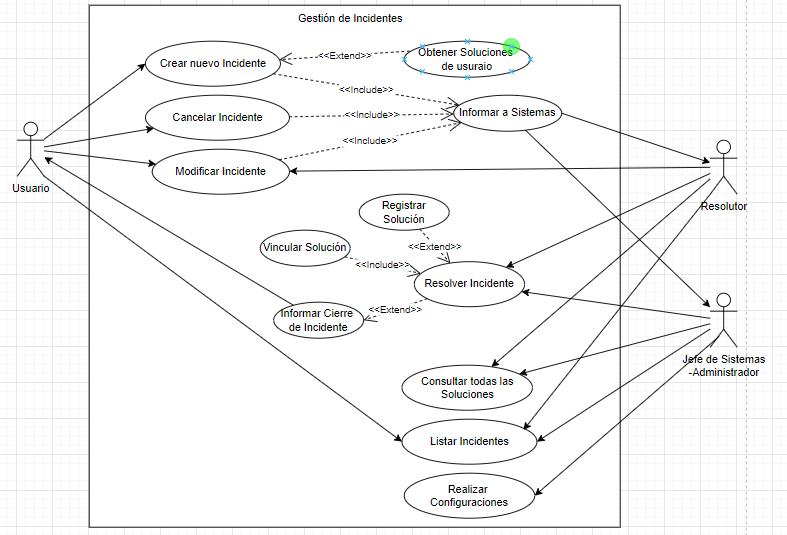 Gestión de Incidentes
Crear nuevo Incidente
<<Extend>>
Obtener Soluciones
de usuraio
<<Include>>
Cancelar Incidente
<<Include>>
Informar a Sistemas
<<Include>>
Modificar Incidente
Usuario
Resolutor
Registrar
Solución
Vincular Solución
<<Extend>>
<<Include>>
Resolver Incidente
Informar Cierre
de Incidente
<<Extend>>
Jefe de Sistemas
-Administrador
Consultar todas las
Soluciones
Listar Incidentes
Realizar
Configuraciones